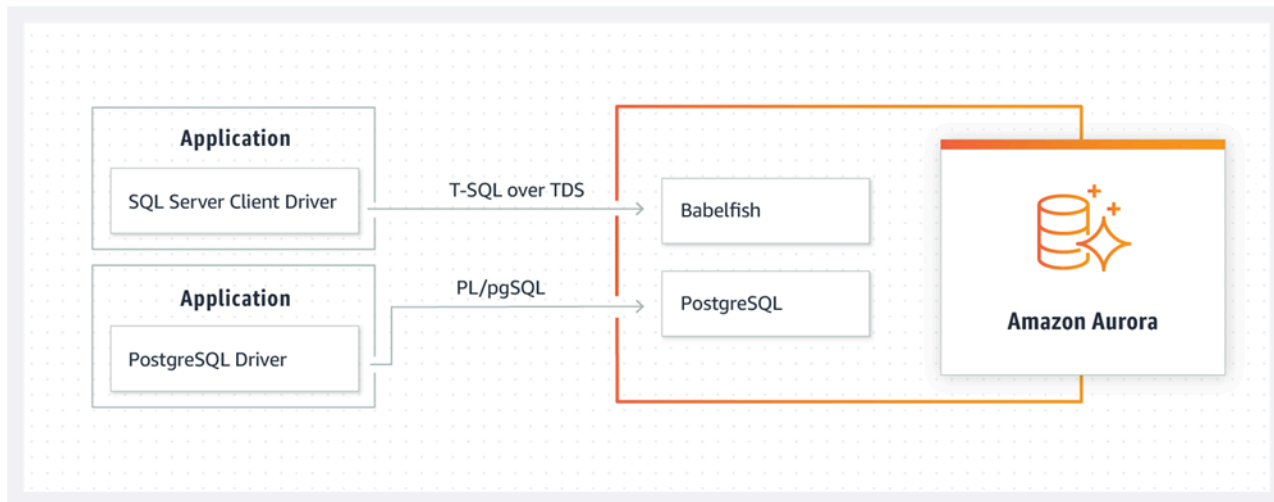 Application
SQL Server Client Driver
T-SQL over TDS
Babelfish
Application
PostgreSQL Driver
PL/pgSQL
PostgreSQL
Amazon Aurora